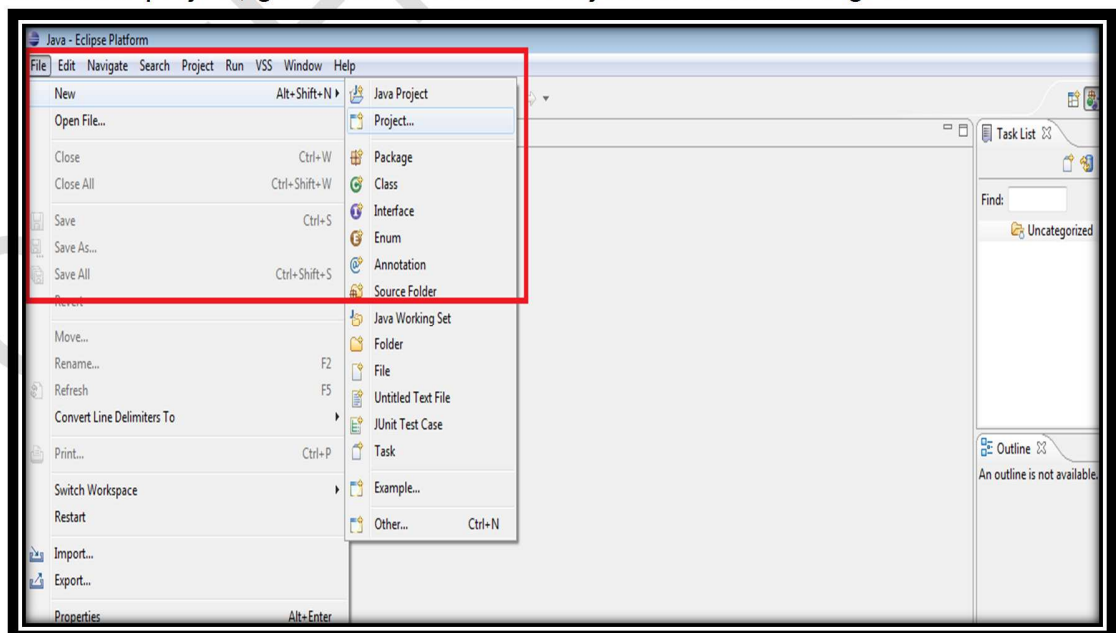 Java - Eclipse Platform
File Edit Navigate Search Project Run VSS Window Help
New Alt+Shift+N
Open File...
Close Ctrl+W
Close All Ctrl+Shift+W
Save Ctrl+S
Save As...
Save All Ctrl+Shift+S
Revert
Move...
Rename... F2
Refresh F5
Convert Line Delimiters To
Print... Ctrl+P
Switch Workspace
Restart
Import...
Export...
Properties Alt+Enter
Java Project
Project...
Package
Class
Interface
Enum
Annotation
Source Folder
Java Working Set
Folder
File
Untitled Text File
JUnit Test Case
Task
Example...
Other... Ctrl+N
Task List
Find:
Uncategorized
Outline
An outline is not available.